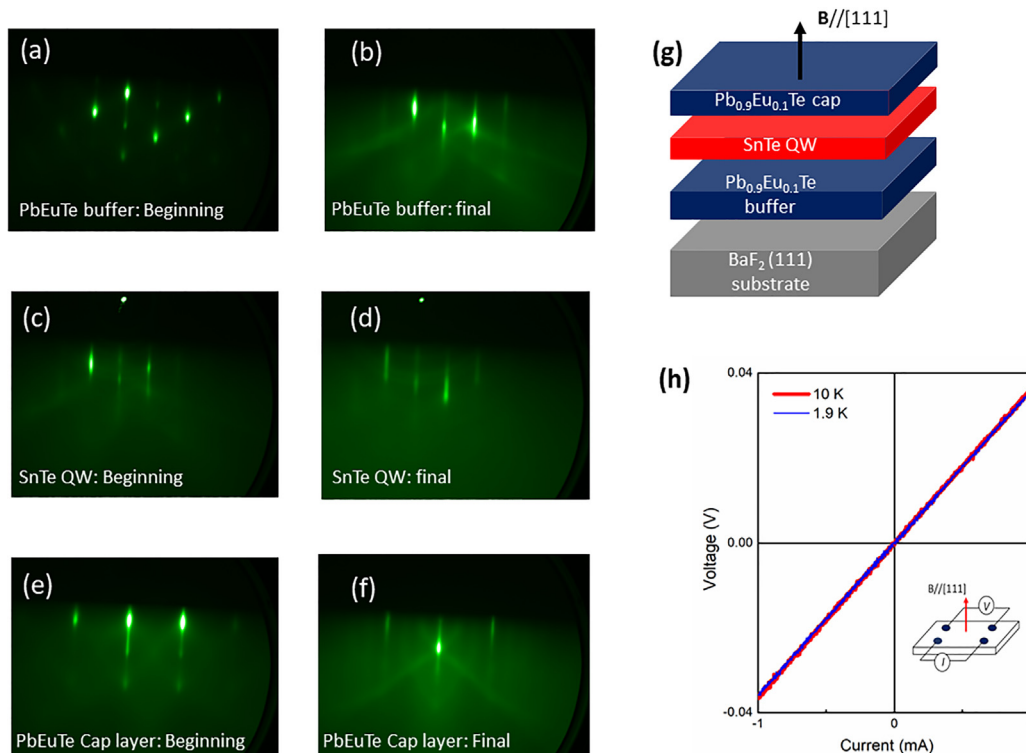 (a)
PbEuTe buffer: Beginning
(b)
PbEuTe buffer: final
(c)
SnTe QW: Beginning
(d)
SnTe QW: final
(e)
PbEuTe Cap layer: Beginning
(f)
PbEuTe Cap layer: Final
(g)
B//[111]
Pb0.9Eu0.1Te cap
SnTe QW
Pb0.9Eu0.1Te
buffer
BaF2 (111)
substrate
(h)
0.04
10 K
1.9 K
Voltage (V)
0.00
B//[111]
V
I
-0.04
-1
0
Current (mA)